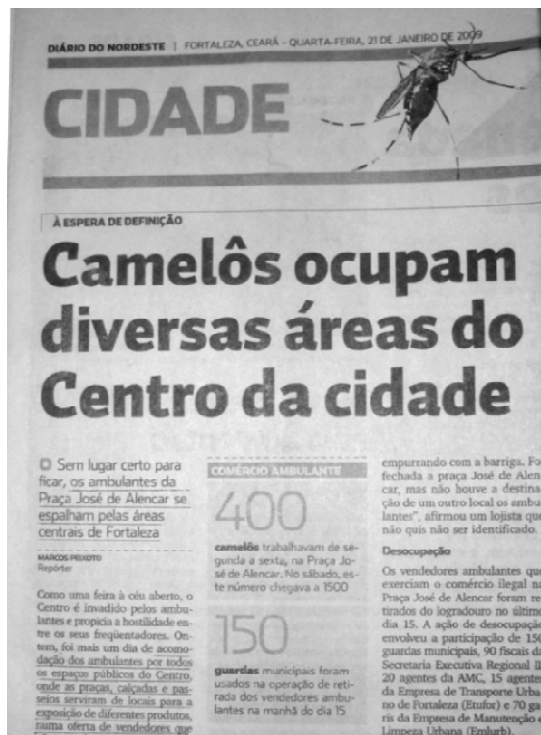 DIÁRIO DO NORDESTE | FORTALEZA, CEARÁ - QUARTA-FEIRA, 21 DE JANEIRO DE 2009
CIDADE
À ESPERA DE DEFINIÇÃO
Camelôs ocupam
diversas áreas do
Centro da cidade
Sem lugar certo para
ficar, os ambulantes da
Praça José de Alencar se
espalham pelas áreas
centrais de Fortaleza
MARCOS PEIXOTO
Repórter
Como uma feira à céu aberto, o
Centro é invadido pelos ambu-
lantes e propicia a hostilidade en-
tre os seus freqüentadores. On-
tem, foi mais um dia de acomo-
dação dos ambulantes por todos
os espaços públicos do Centro,
onde as praças, calçadas e pas-
seios serviram de locais para a
exposição de diferentes produtos,
numa oferta de vendedores que
COMÉRCIO AMBULANTE
400
camelôs trabalhavam de se-
gunda a sexta, na Praça Jo-
sé de Alencar. No sábado, es-
te número chegava a 1500
150
guardas municipais foram
usados na operação de reti-
rada dos vendedores ambu-
lantes na manhã do dia 15
empurrando com a barriga. Fo
fechada a praça José de Alen
car, mas não houve a destina
ção de um outro local os ambu
lantes”, afirmou um lojista que
não quis não ser identificado.
Desocupação
Os vendedores ambulantes que
exerciam o comércio ilegal na
Praça José de Alencar foram re
tirados do logradouro no último
dia 15. A ação de desocupação
envolveu a participação de 150
guardas municipais, 90 fiscais da
Secretaria Executiva Regional II
20 agentes da AMC, 15 agentes
da Empresa de Transporte Urba
no de Fortaleza (Etufor) e 70 ga
ris da Empresa de Manutenção e
Limpeza Urbana (Emlurb).